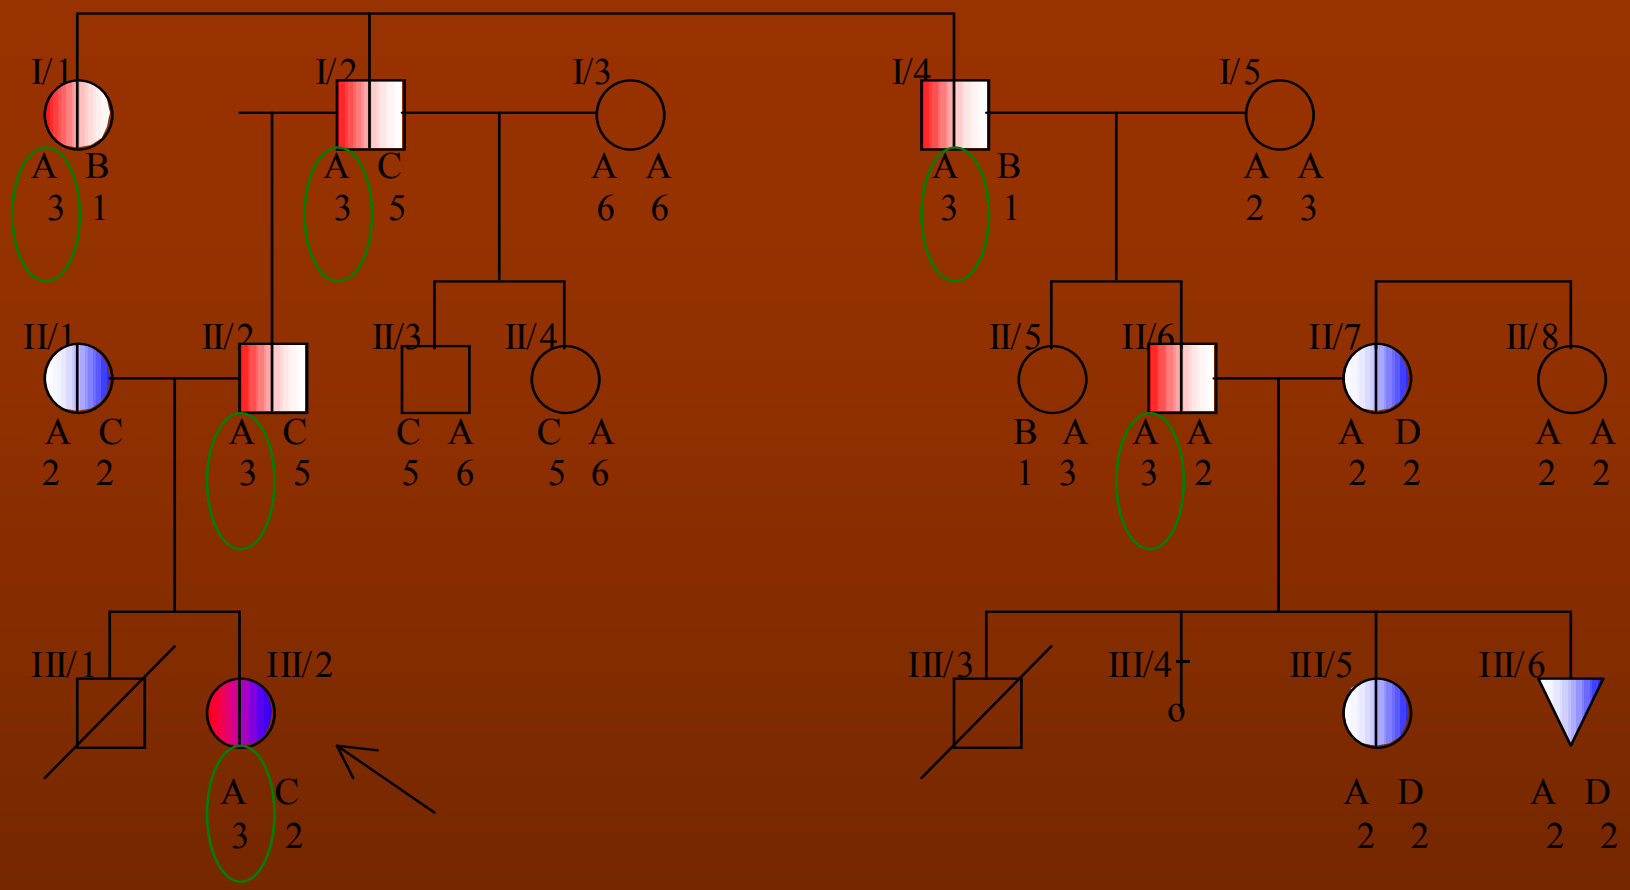 I/1 I/2 I/3 I/4 I/5
A B A C A A A B A A
3 1 3 5 6 6 3 1 2 3
II/1 II/2 II/3 II/4 II/5 II/6 II/7 II/8
A C A C C A C A B A A A A D A A
2 2 3 5 5 6 5 6 1 3 3 2 2 2 2 2
III/1 III/2 III/3 III/4 III/5 III/6
o
A C A D A D
3 2 2 2 2 2